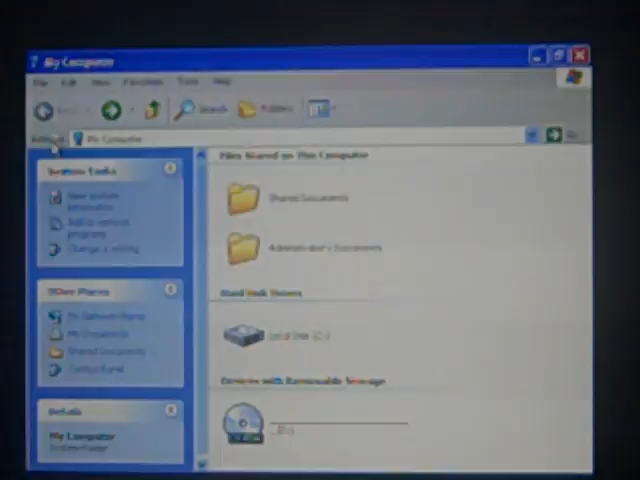 My Computer
File Edit View Favorites Tools Help
Back Search Folders
Address My Computer Go
System Tasks
View system
information
Add or remove
programs
Change a setting
Other Places
My Network Places
My Documents
Shared Documents
Control Panel
Details
My Computer
System Folder
Files Stored on This Computer
Shared Documents
Administrator's Documents
Hard Disk Drives
Local Disk (C:)
Devices with Removable Storage
(D:)